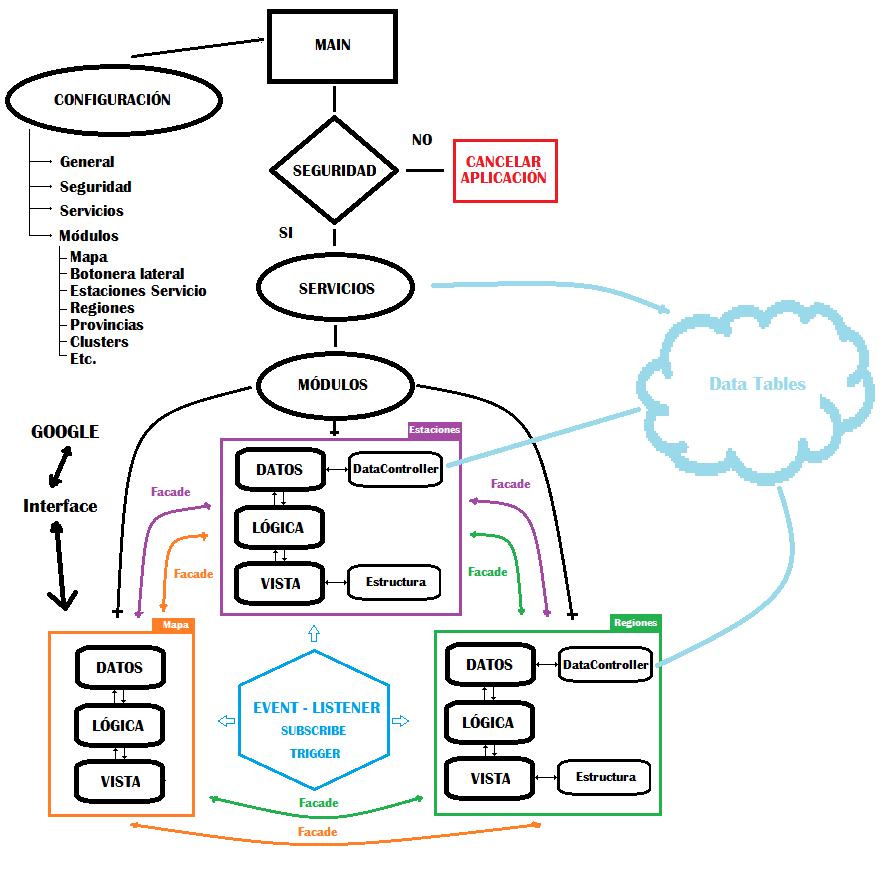 MAIN
CONFIGURACIÓN
General
Seguridad
Servicios
Módulos
Mapa
Botonera lateral
Estaciones Servicio
Regiones
Provincias
Clusters
Etc.
SEGURIDAD
NO
CANCELAR
APLICACIÓN
SI
SERVICIOS
MÓDULOS
Data Tables
GOOGLE
Interface
Estaciones
DATOS
DataController
LÓGICA
VISTA
Estructura
Facade
Facade
Facade
Facade
Mapa
DATOS
LÓGICA
VISTA
EVENT - LISTENER
SUBSCRIBE
TRIGGER
Regiones
DATOS
DataController
LÓGICA
VISTA
Estructura
Facade
Facade